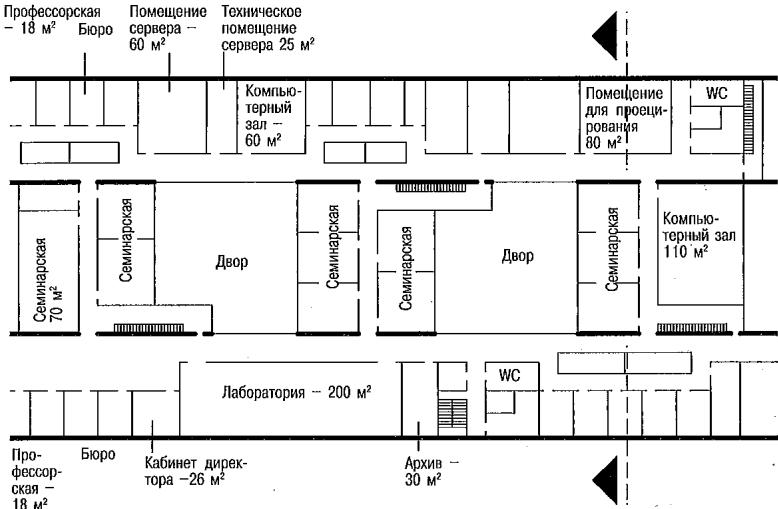 Профессорская
– 18 м²
Бюро
Помещение
сервера –
60 м²
Техническое
помещение
сервера 25 м²
Компью-
терный
зал –
60 м²
Помещение
для проеци-
рования
80 м²
WC
Семинарская
70 м²
Семинарская
Двор
Семинарская
Семинарская
Двор
Семинарская
Компью-
терный зал
110 м²
Лаборатория – 200 м²
WC
Про-
фессор-
ская –
18 м²
Бюро
Кабинет дирек-
тора –26 м²
Архив –
30 м²